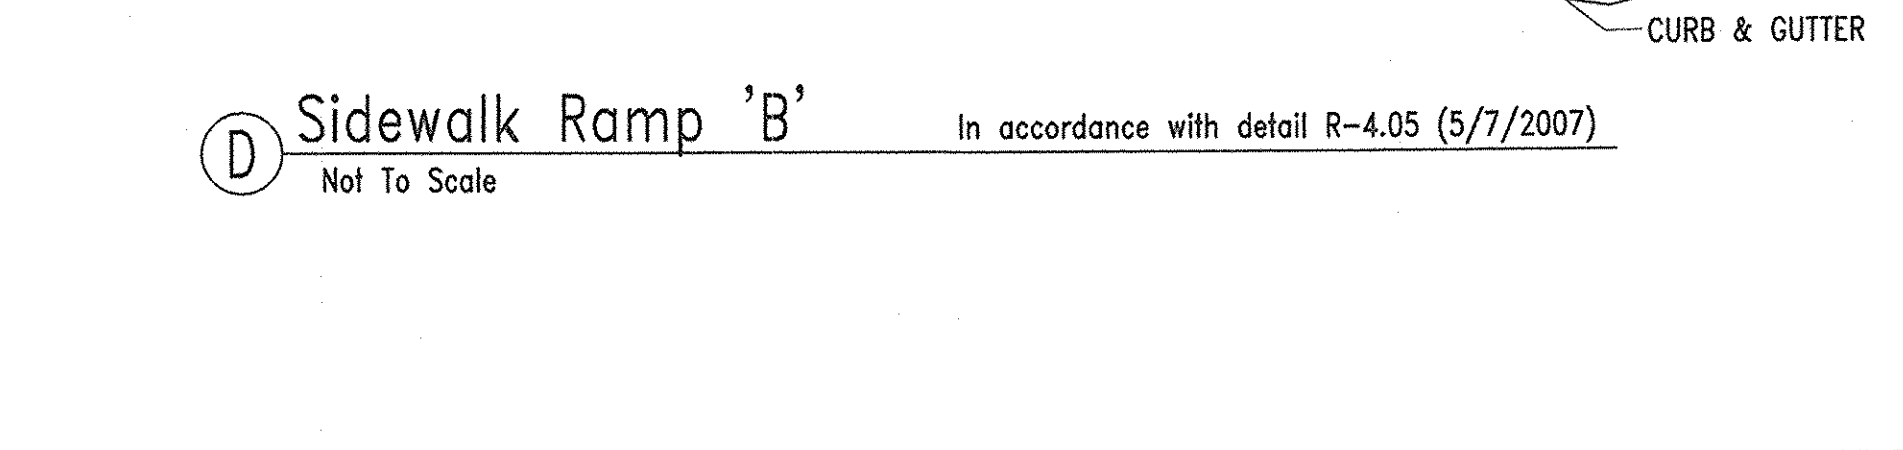 CURB & GUTTER
D Sidewalk Ramp 'B' In accordance with detail R-4.05 (5/7/2007)
Not To Scale